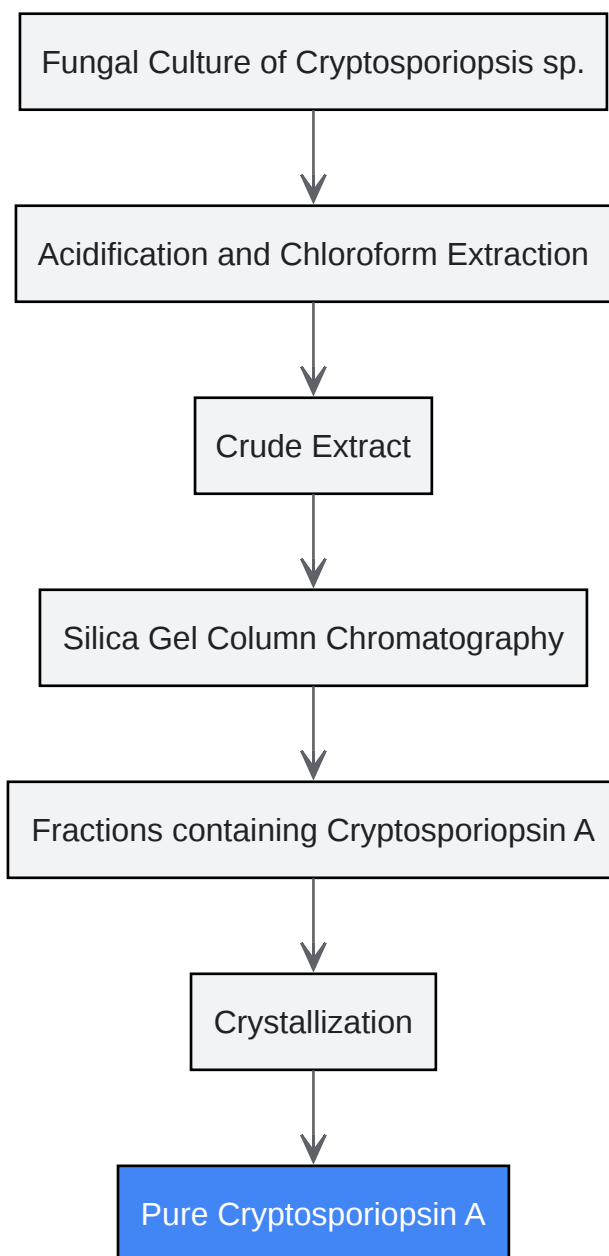 Fungal Culture of Cryptosporiopsis sp.
Acidification and Chloroform Extraction
Crude Extract
Silica Gel Column Chromatography
Fractions containing Cryptosporiopsin A
Crystallization
Pure Cryptosporiopsin A